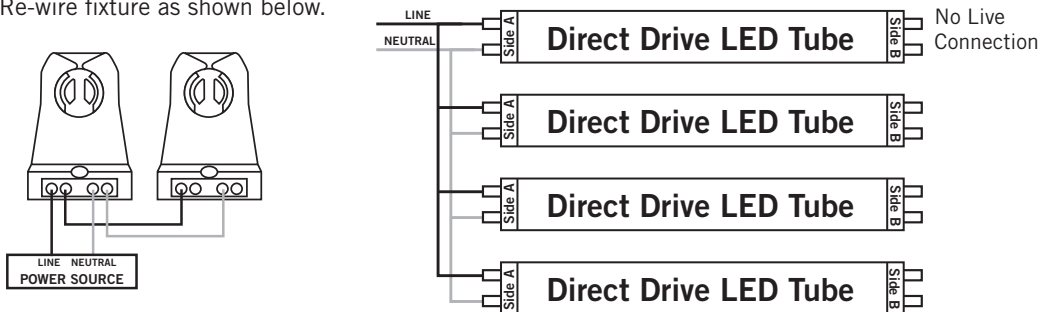 Re-wire fixture as shown below.
LINE NEUTRAL
POWER SOURCE
LINE
NEUTRAL
Side A
Direct Drive LED Tube
Side B
No Live
Connection
Side A
Direct Drive LED Tube
Side B
Side A
Direct Drive LED Tube
Side B
Side A
Direct Drive LED Tube
Side B